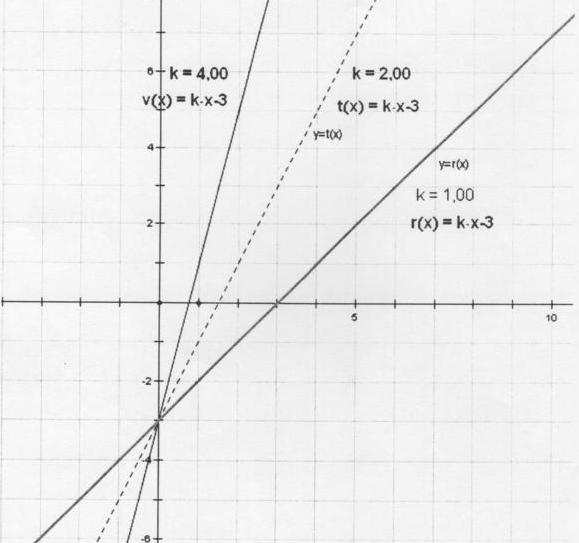 6
k = 4,00
k = 2,00
v(x) = k·x-3
t(x) = k·x-3
y=t(x)
4
y=r(x)
k = 1,00
2
r(x) = k·x-3
5
10
-2
-4
-6